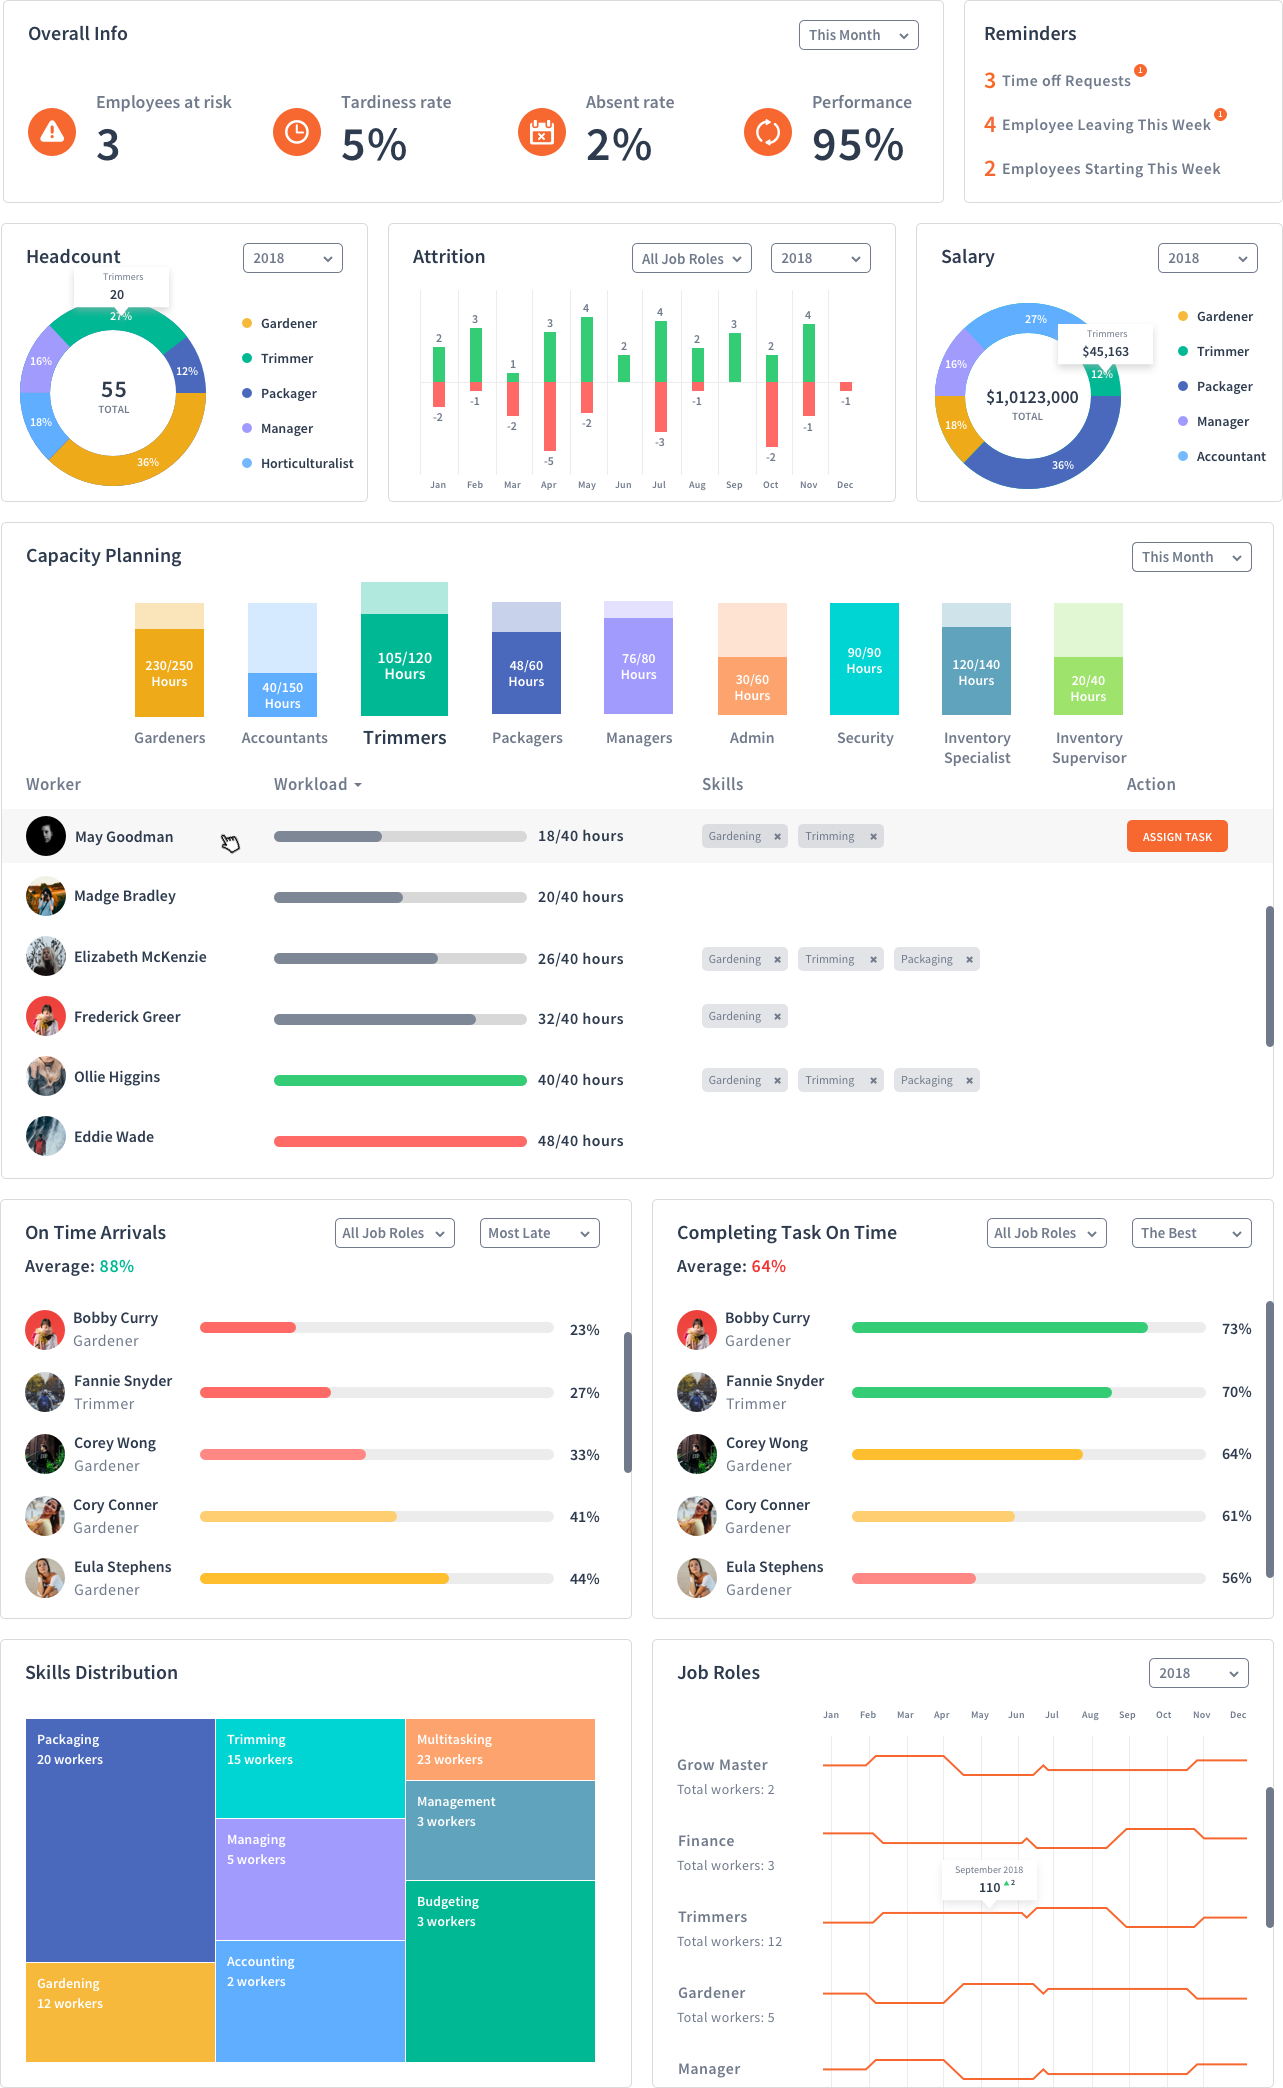 Overall Info
This Month
Employees at risk
3
Tardiness rate
5%
Absent rate
2%
Performance
95%
Reminders
3 Time off Requests 1
4 Employee Leaving This Week 1
2 Employees Starting This Week
Headcount
2018
Trimmers
20
27%
16%
12%
18%
36%
55
TOTAL
Gardener
Trimmer
Packager
Manager
Horticulturalist
Attrition
All Job Roles
2018
2
3
1
3
4
2
4
2
3
2
4
-2
-1
-2
-5
-2
-3
-1
-2
-1
-1
Jan Feb Mar Apr May Jun Jul Aug Sep Oct Nov Dec
Salary
2018
27%
Trimmers
$45,163
12%
16%
18%
36%
$1,0123,000
TOTAL
Gardener
Trimmer
Packager
Manager
Accountant
Capacity Planning
This Month
230/250
Hours
40/150
Hours
105/120
Hours
48/60
Hours
76/80
Hours
30/60
Hours
90/90
Hours
120/140
Hours
20/40
Hours
Gardeners
Accountants
Trimmers
Packagers
Managers
Admin
Security
Inventory
Specialist
Inventory
Supervisor
Worker Workload Skills Action
May Goodman 18/40 hours Gardening × Trimming × ASSIGN TASK
Madge Bradley 20/40 hours
Elizabeth McKenzie 26/40 hours Gardening × Trimming × Packaging ×
Frederick Greer 32/40 hours Gardening ×
Ollie Higgins 40/40 hours Gardening × Trimming × Packaging ×
Eddie Wade 48/40 hours
On Time Arrivals
All Job Roles
Most Late
Average: 88%
Bobby Curry
Gardener
23%
Fannie Snyder
Trimmer
27%
Corey Wong
Gardener
33%
Cory Conner
Gardener
41%
Eula Stephens
Gardener
44%
Completing Task On Time
All Job Roles
The Best
Average: 64%
Bobby Curry
Gardener
73%
Fannie Snyder
Trimmer
70%
Corey Wong
Gardener
64%
Cory Conner
Gardener
61%
Eula Stephens
Gardener
56%
Skills Distribution
Packaging
20 workers
Gardening
12 workers
Trimming
15 workers
Managing
5 workers
Accounting
2 workers
Multitasking
23 workers
Management
3 workers
Budgeting
3 workers
Job Roles
2018
Jan Feb Mar Apr May Jun Jul Aug Sep Oct Nov Dec
Grow Master
Total workers: 2
Finance
Total workers: 3
September 2018
110 ▲2
Trimmers
Total workers: 12
Gardener
Total workers: 5
Manager